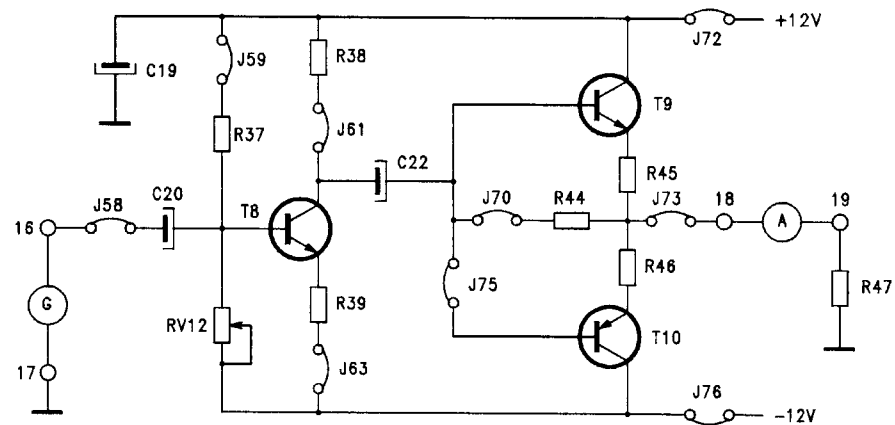 J72
+12V
C19
J59
R38
T9
R37
J61
C22
R45
J58
C20
T8
J70
R44
J73
18
A
19
16
G
RV12
R39
J75
R46
R47
17
J63
T10
J76
-12V